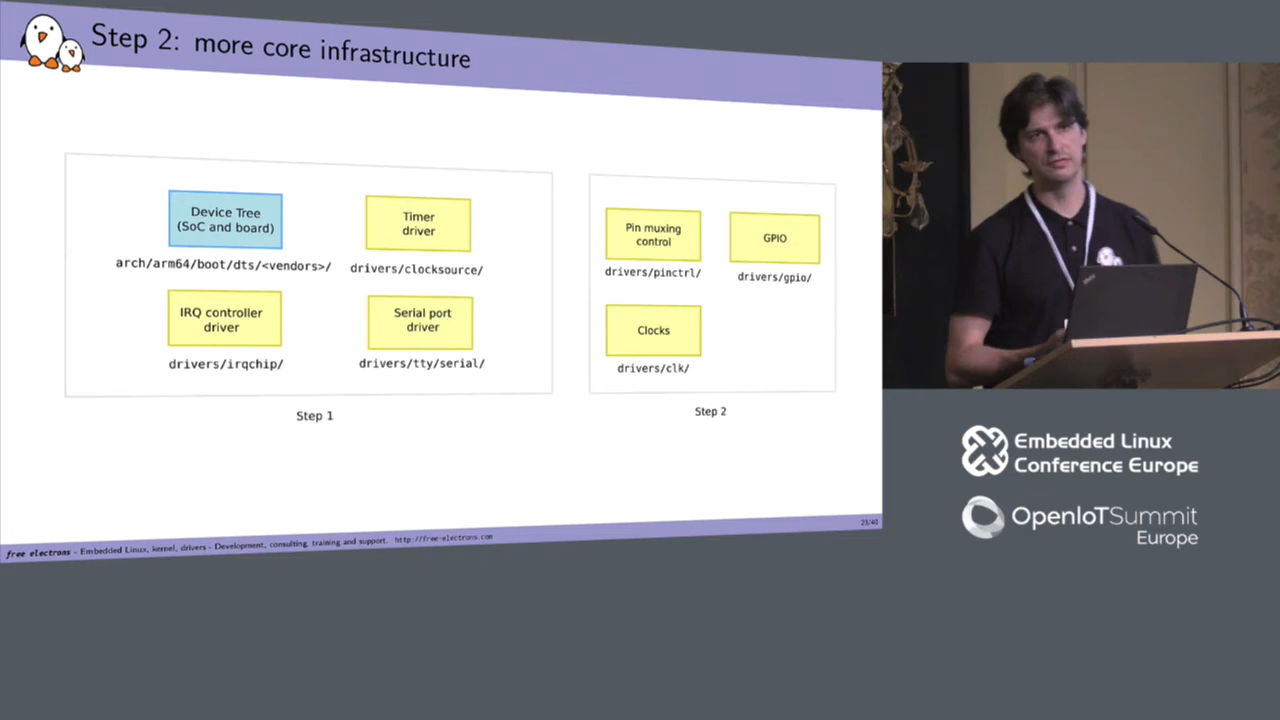 Step 2: more core infrastructure
Device Tree
(SoC and board)
arch/arm64/boot/dts/<vendors>/
Timer
driver
drivers/clocksource/
IRQ controller
driver
drivers/irqchip/
Serial port
driver
drivers/tty/serial/
Step 1
Pin muxing
control
drivers/pinctrl/
GPIO
drivers/gpio/
Clocks
drivers/clk/
Step 2
23/40
free electrons - Embedded Linux, kernel, drivers - Development, consulting, training and support. http://free-electrons.com
Embedded Linux
Conference Europe
OpenIoTSummit
Europe